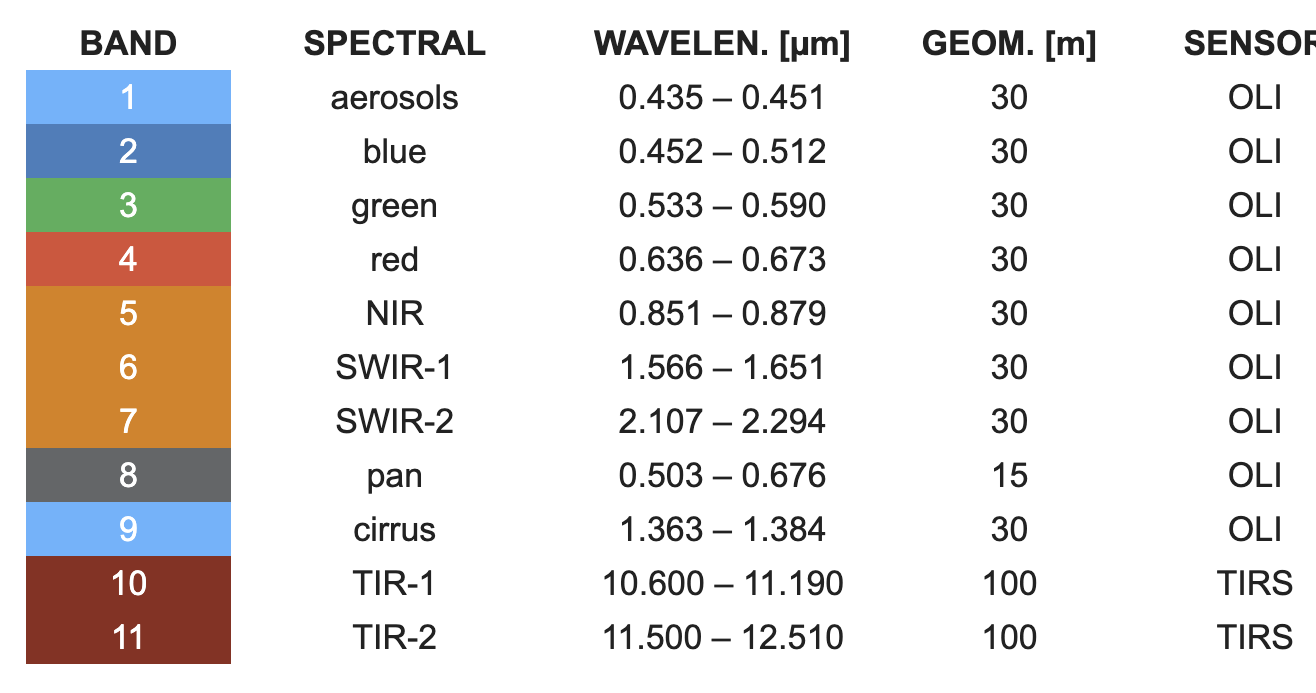 BAND SPECTRAL WAVELEN. [µm] GEOM. [m] SENSOR
1 aerosols 0.435 – 0.451 30 OLI
2 blue 0.452 – 0.512 30 OLI
3 green 0.533 – 0.590 30 OLI
4 red 0.636 – 0.673 30 OLI
5 NIR 0.851 – 0.879 30 OLI
6 SWIR-1 1.566 – 1.651 30 OLI
7 SWIR-2 2.107 – 2.294 30 OLI
8 pan 0.503 – 0.676 15 OLI
9 cirrus 1.363 – 1.384 30 OLI
10 TIR-1 10.600 – 11.190 100 TIRS
11 TIR-2 11.500 – 12.510 100 TIRS